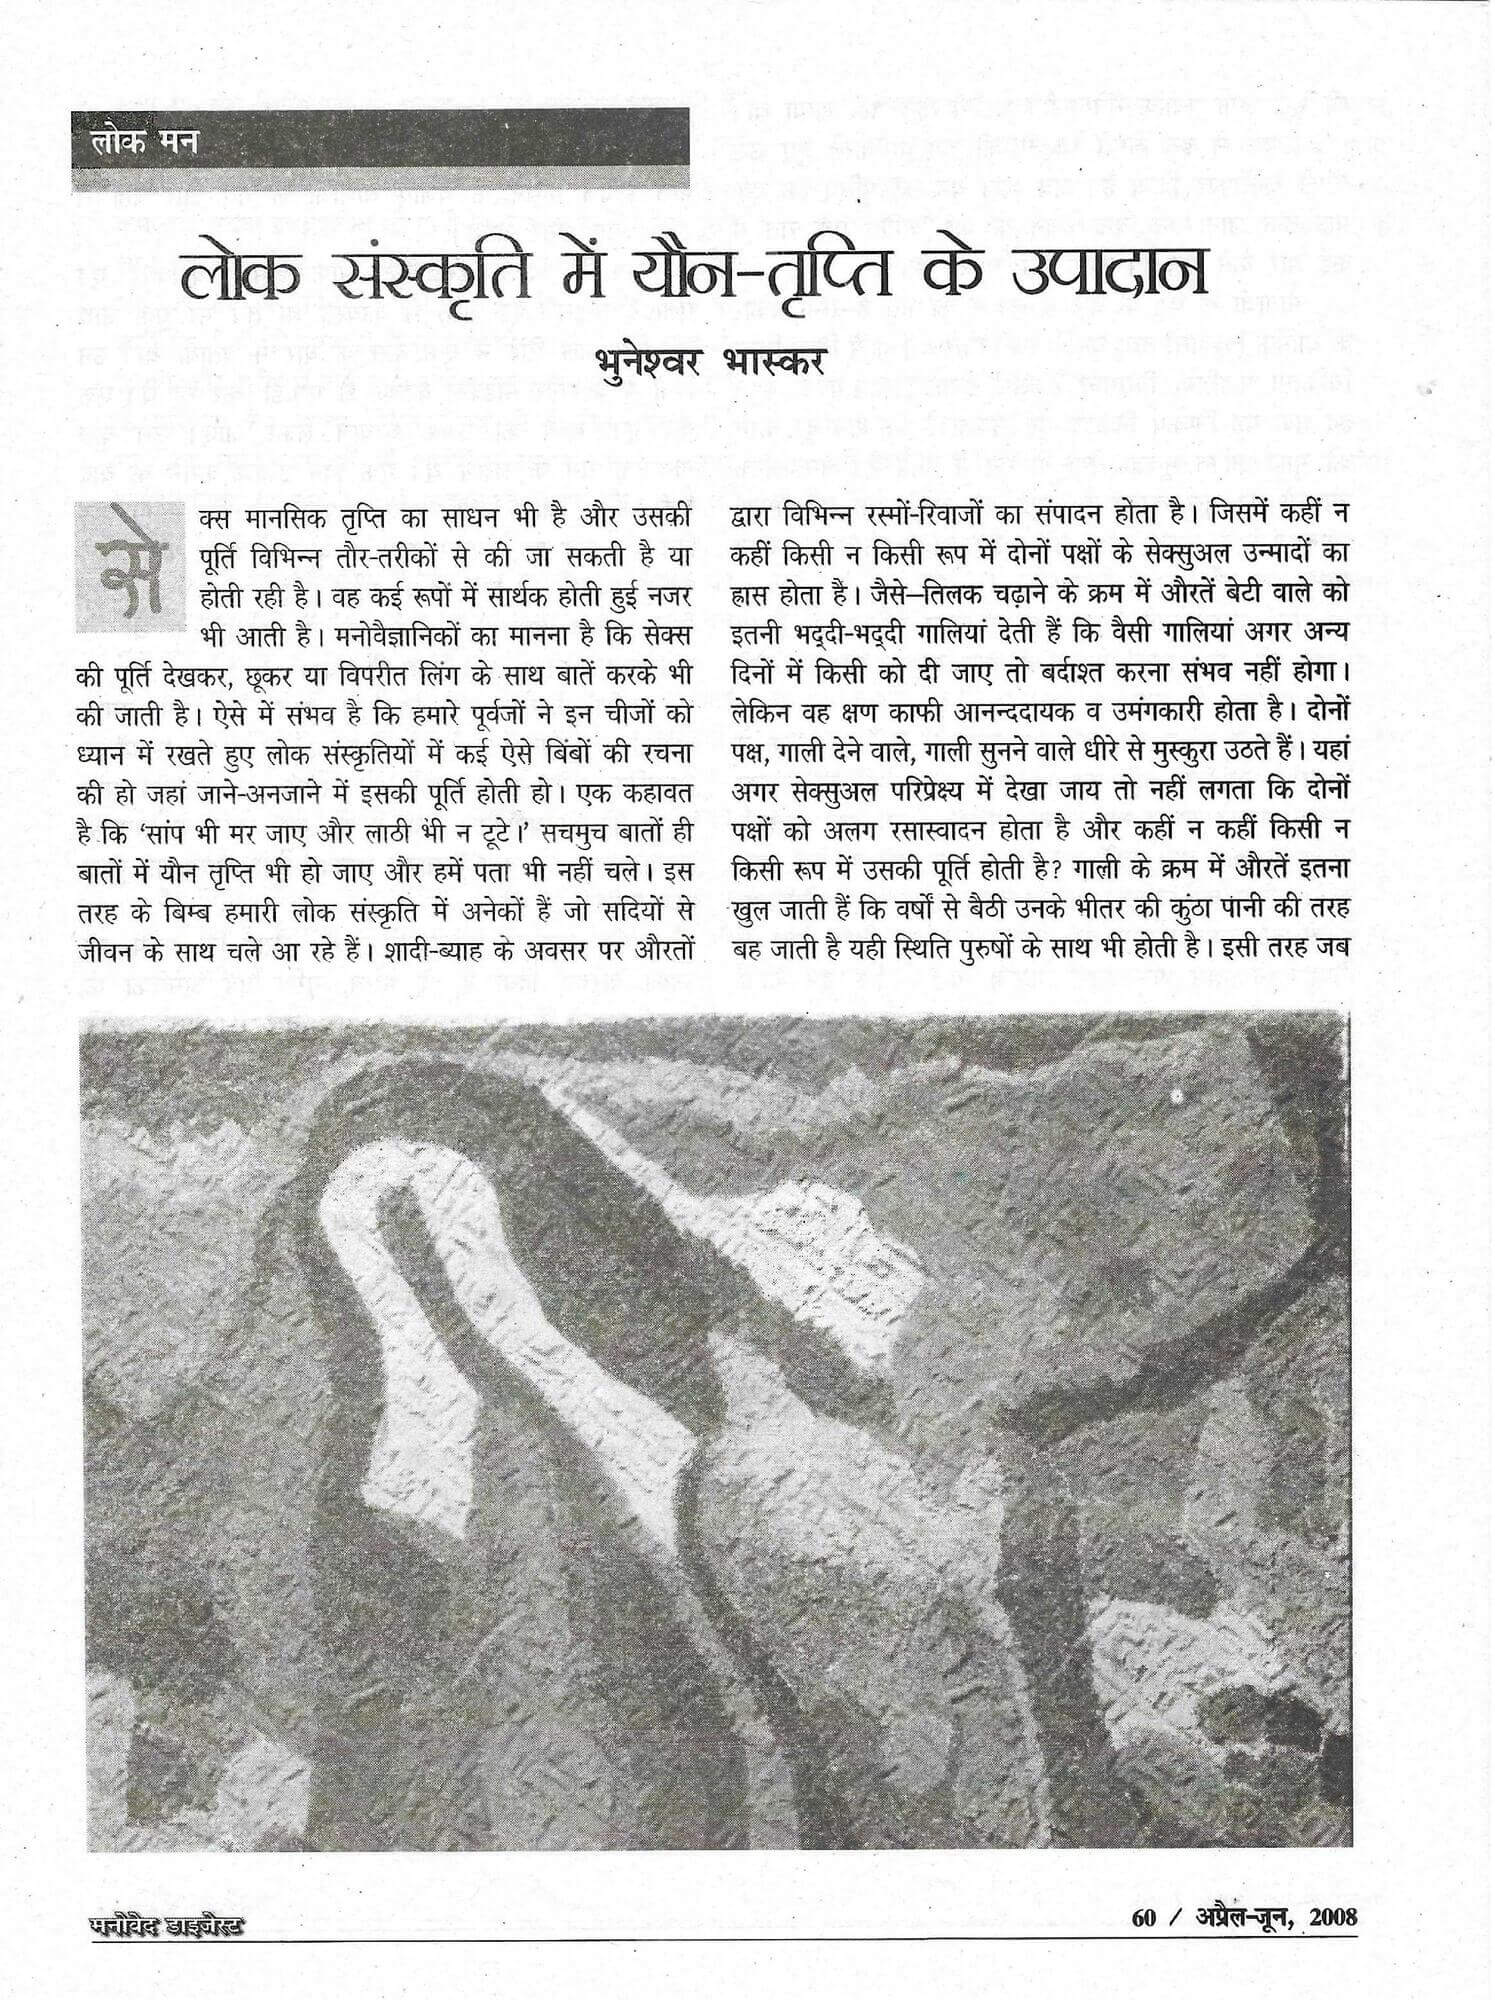 लोक मन
लोक संस्कृति में यौन-तृप्ति के उपादान
भुनेश्वर भास्कर
सेक्स मानसिक तृप्ति का साधन भी है और उसकी
पूर्ति विभिन्न तौर-तरीकों से की जा सकती है या
होती रही है। वह कई रूपों में सार्थक होती हुई नजर
भी आती है। मनोवैज्ञानिकों का मानना है कि सेक्स
की पूर्ति देखकर, छूकर या विपरीत लिंग के साथ बातें करके भी
की जाती है। ऐसे में संभव है कि हमारे पूर्वजों ने इन चीजों को
ध्यान में रखते हुए लोक संस्कृतियों में कई ऐसे बिंबों की रचना
की हो जहां जाने-अनजाने में इसकी पूर्ति होती हो। एक कहावत
है कि ‘सांप भी मर जाए और लाठी भी न टूटे।’ सचमुच बातों ही
बातों में यौन तृप्ति भी हो जाए और हमें पता भी नहीं चले। इस
तरह के बिम्ब हमारी लोक संस्कृति में अनेकों हैं जो सदियों से
जीवन के साथ चले आ रहे हैं। शादी-ब्याह के अवसर पर औरतों
द्वारा विभिन्न रस्मों-रिवाजों का संपादन होता है। जिसमें कहीं न
कहीं किसी न किसी रूप में दोनों पक्षों के सेक्सुअल उन्मादों का
ह्रास होता है। जैसे—तिलक चढ़ाने के क्रम में औरतें बेटी वाले को
इतनी भद्दी-भद्दी गालियां देती हैं कि वैसी गालियां अगर अन्य
दिनों में किसी को दी जाए तो बर्दाश्त करना संभव नहीं होगा।
लेकिन वह क्षण काफी आनन्ददायक व उमंगकारी होता है। दोनों
पक्ष, गाली देने वाले, गाली सुनने वाले धीरे से मुस्कुरा उठते हैं। यहां
अगर सेक्सुअल परिप्रेक्ष्य में देखा जाय तो नहीं लगता कि दोनों
पक्षों को अलग रसास्वादन होता है और कहीं न कहीं किसी न
किसी रूप में उसकी पूर्ति होती है? गाली के क्रम में औरतें इतना
खुल जाती हैं कि वर्षों से बैठी उनके भीतर की कुंठा पानी की तरह
बह जाती है यही स्थिति पुरुषों के साथ भी होती है। इसी तरह जब
मनोवेद डाइजेस्ट
60 / अप्रैल-जून, 2008